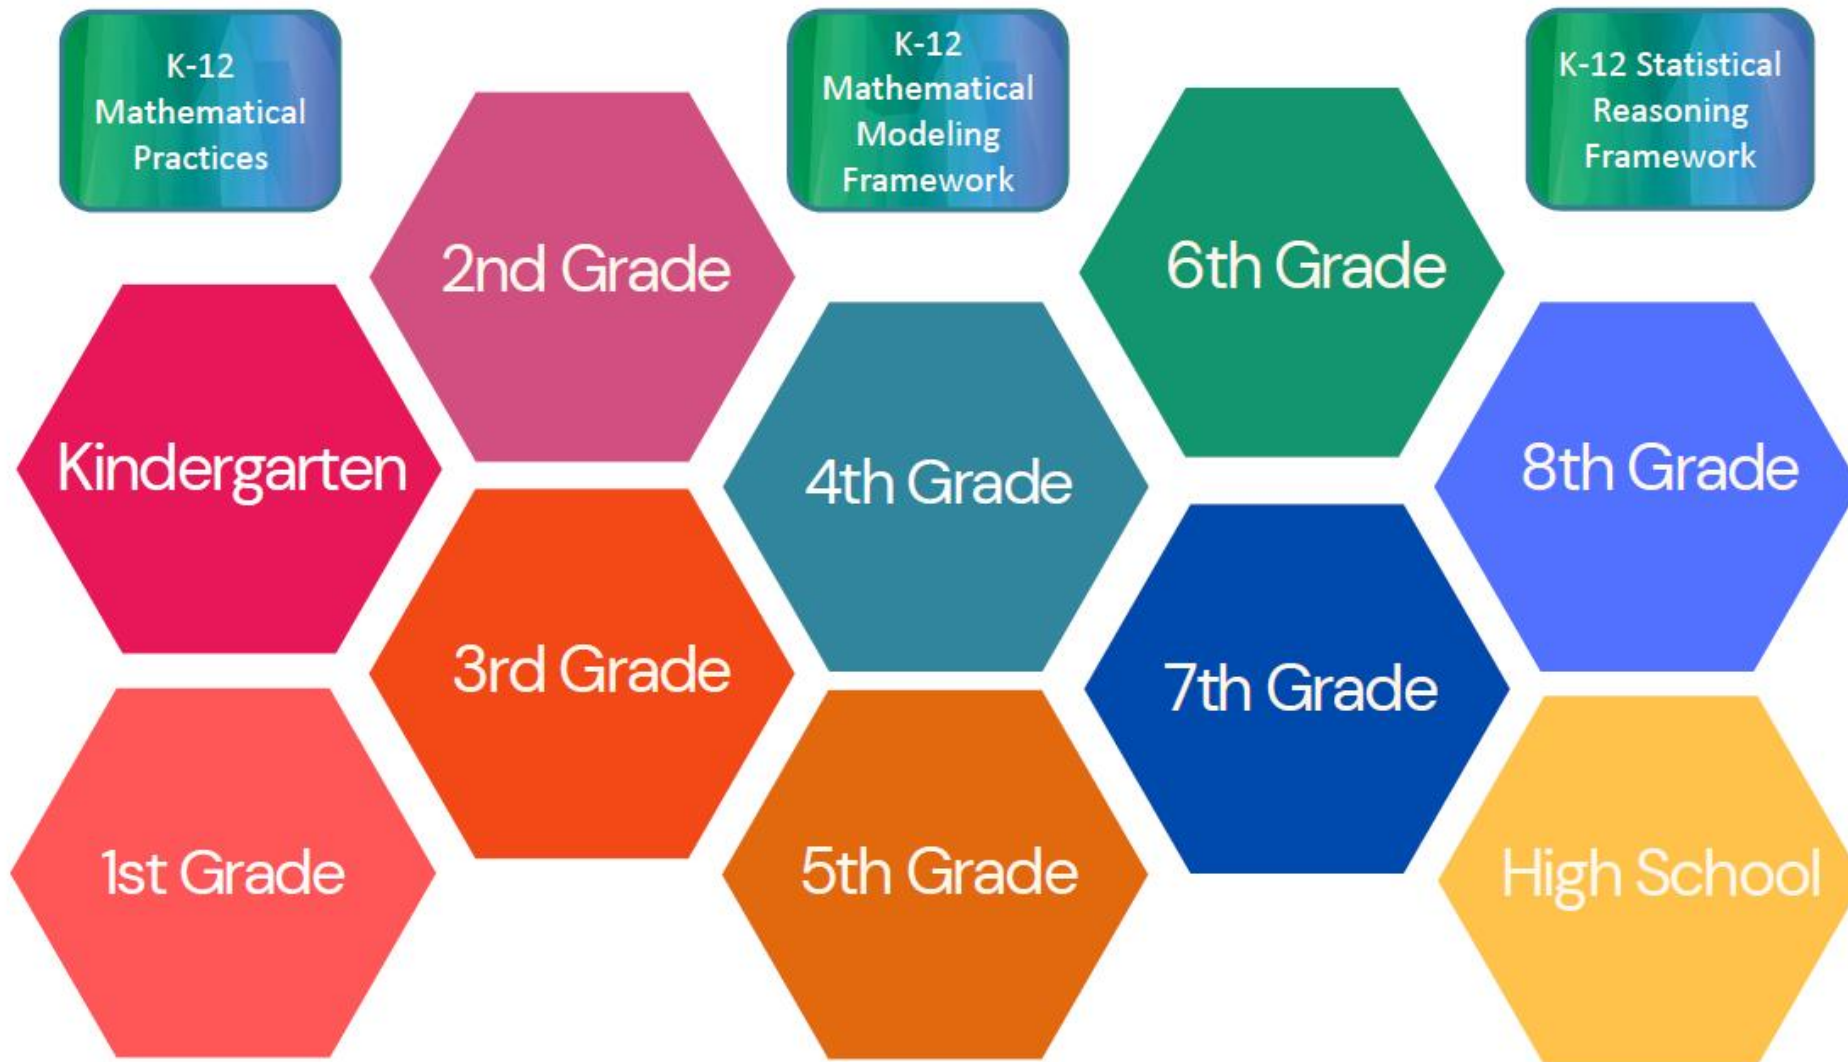 K-12
Mathematical
Practices
K-12
Mathematical
Modeling
Framework
K-12 Statistical
Reasoning
Framework
2nd Grade
6th Grade
Kindergarten
4th Grade
8th Grade
3rd Grade
7th Grade
1st Grade
5th Grade
High School